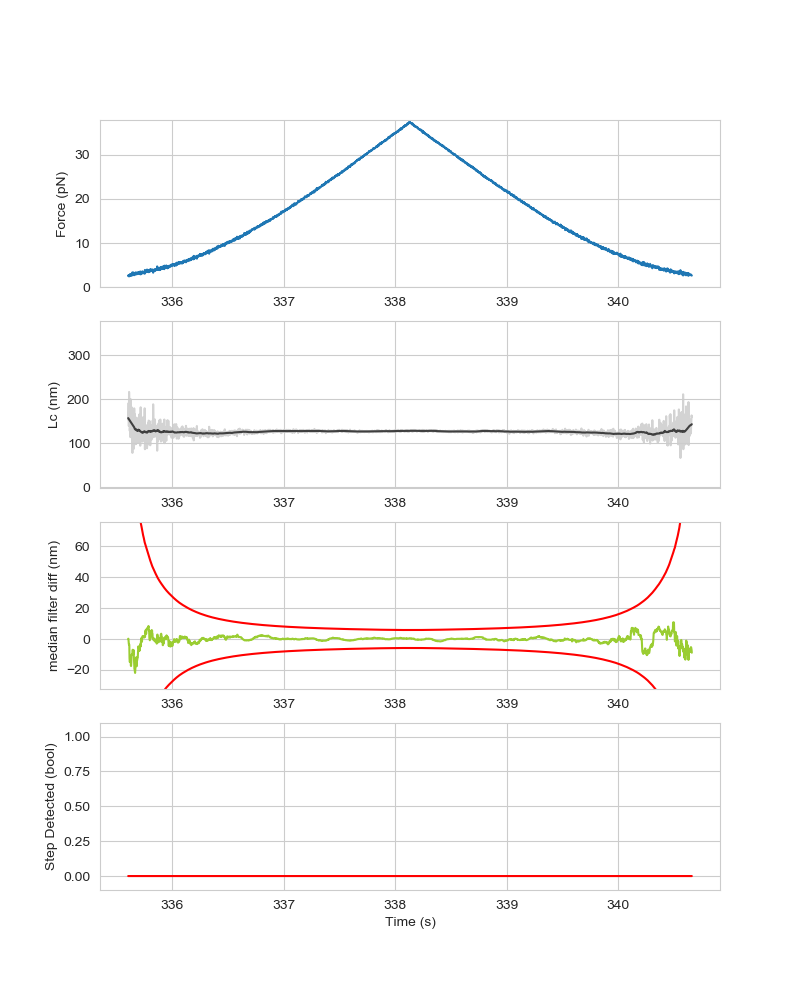 30
20
10
0
Force (pN)
336 337 338 339 340
300
200
100
0
Lc (nm)
336 337 338 339 340
60
40
20
0
−20
median filter diff (nm)
336 337 338 339 340
1.00
0.75
0.50
0.25
0.00
Step Detected (bool)
336 337 338 339 340
Time (s)